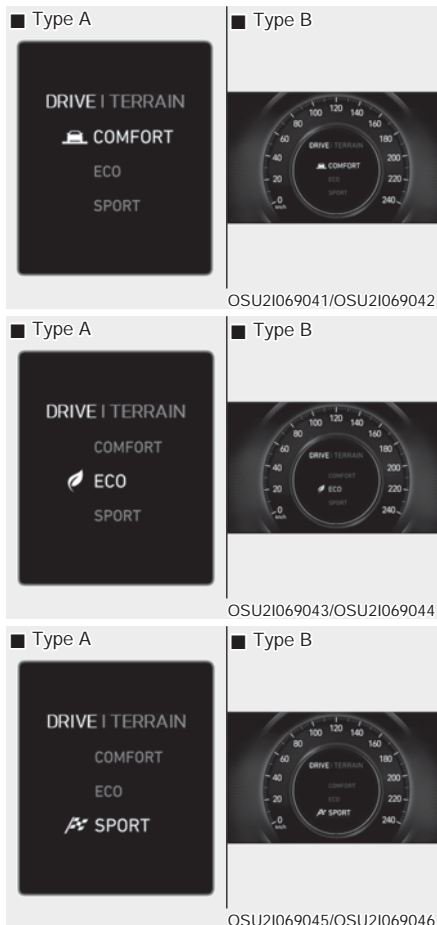 ■ Type A
DRIVE | TERRAIN
COMFORT
ECO
SPORT
■ Type B
100 120 140
80 160
60 180
40 200
20 220
0 240
km/h
DRIVE | TERRAIN
COMFORT
ECO
SPORT
OSU2I069041/OSU2I069042
■ Type A
DRIVE | TERRAIN
COMFORT
ECO
SPORT
■ Type B
100 120 140
80 160
60 180
40 200
20 220
0 240
km/h
DRIVE | TERRAIN
COMFORT
ECO
SPORT
OSU2I069043/OSU2I069044
■ Type A
DRIVE | TERRAIN
COMFORT
ECO
SPORT
■ Type B
100 120 140
80 160
60 180
40 200
20 220
0 240
km/h
DRIVE | TERRAIN
COMFORT
ECO
SPORT
OSU2I069045/OSU2I069046